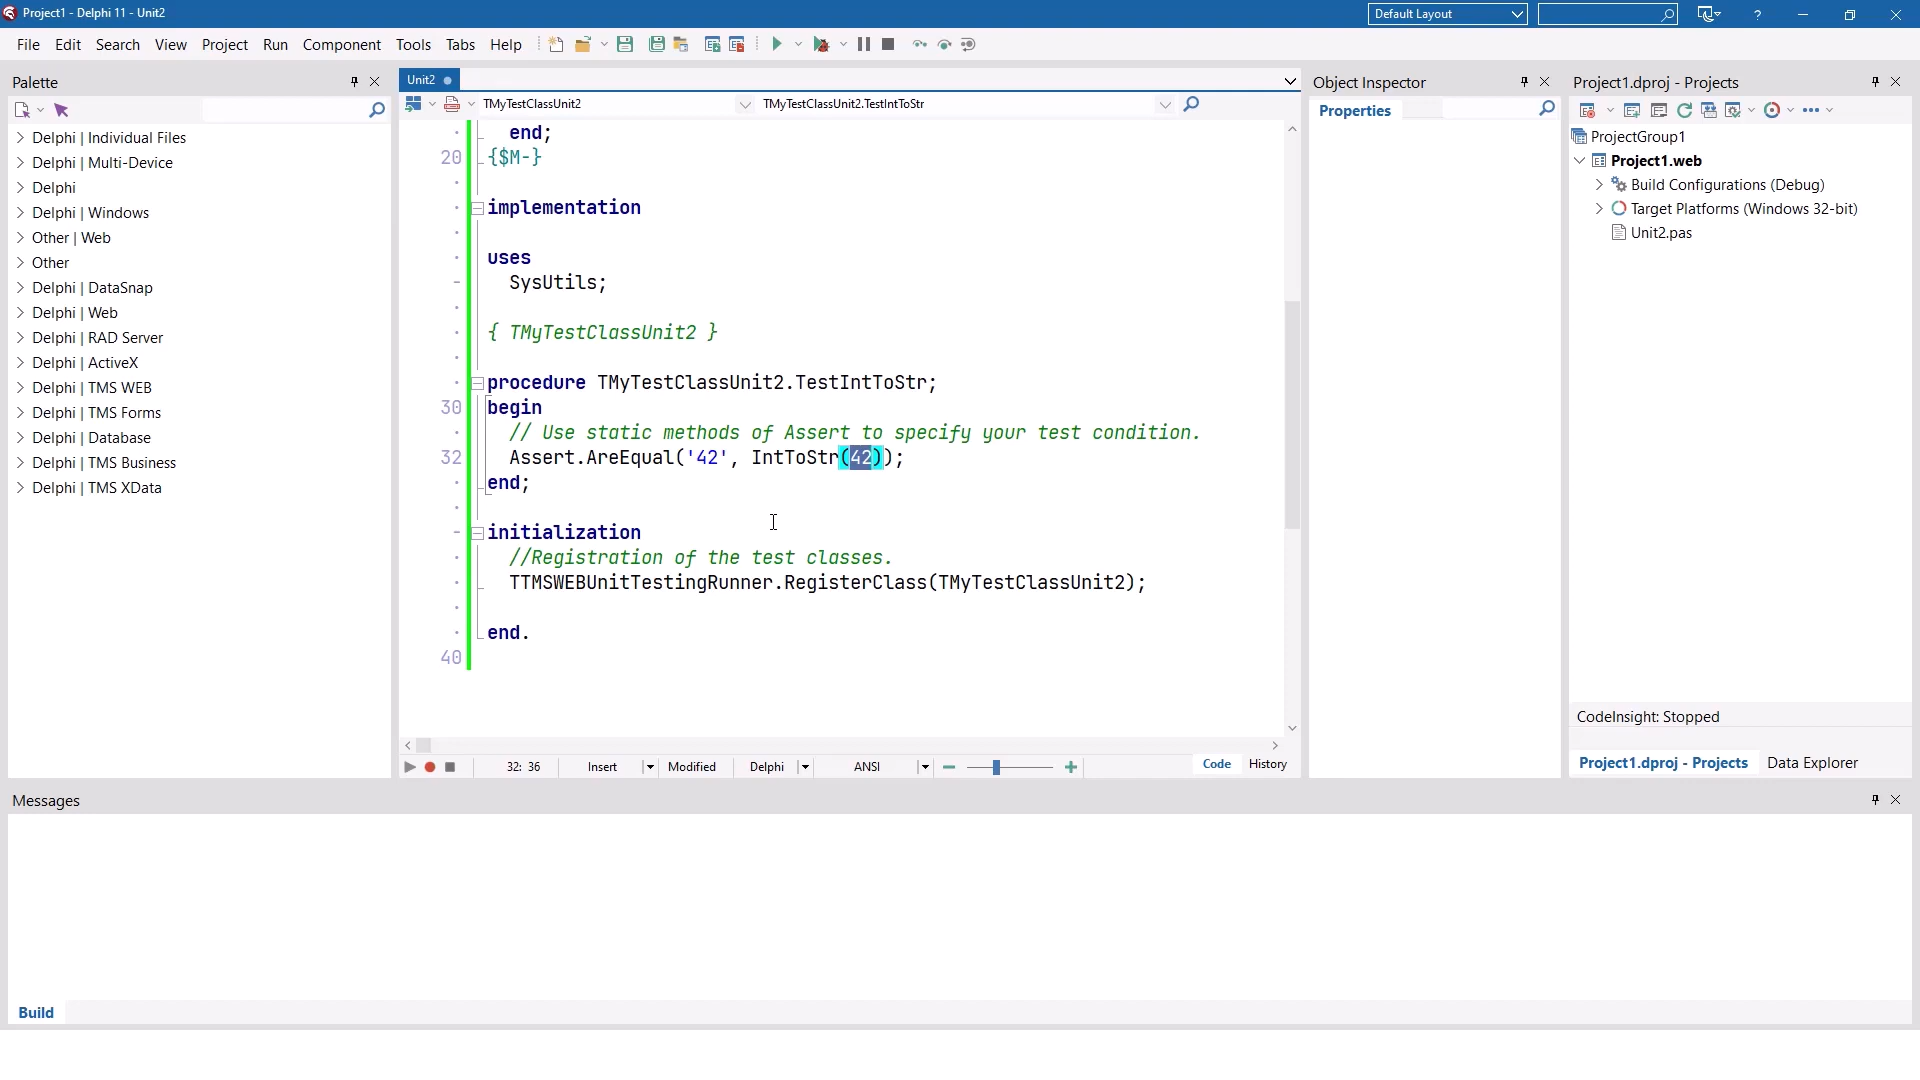 Project1 - Delphi 11 - Unit2
Default Layout
?
File Edit Search View Project Run Component Tools Tabs Help
Palette
Delphi | Individual Files
Delphi | Multi-Device
Delphi
Delphi | Windows
Other | Web
Other
Delphi | DataSnap
Delphi | Web
Delphi | RAD Server
Delphi | ActiveX
Delphi | TMS WEB
Delphi | TMS Forms
Delphi | Database
Delphi | TMS Business
Delphi | TMS XData
Unit2
TMyTestClassUnit2 TMyTestClassUnit2.TestIntToStr
end;
20 {$M-}
implementation
uses
SysUtils;
{ TMyTestClassUnit2 }
procedure TMyTestClassUnit2.TestIntToStr;
30 begin
// Use static methods of Assert to specify your test condition.
32 Assert.AreEqual('42', IntToStr(42));
end;
initialization
//Registration of the test classes.
TTMSWEBUnitTestingRunner.RegisterClass(TMyTestClassUnit2);
end.
40
32: 36 Insert Modified Delphi ANSI Code History
Object Inspector
Properties
Project1.dproj - Projects
ProjectGroup1
Project1.web
Build Configurations (Debug)
Target Platforms (Windows 32-bit)
Unit2.pas
CodeInsight: Stopped
Project1.dproj - Projects Data Explorer
Messages
Build